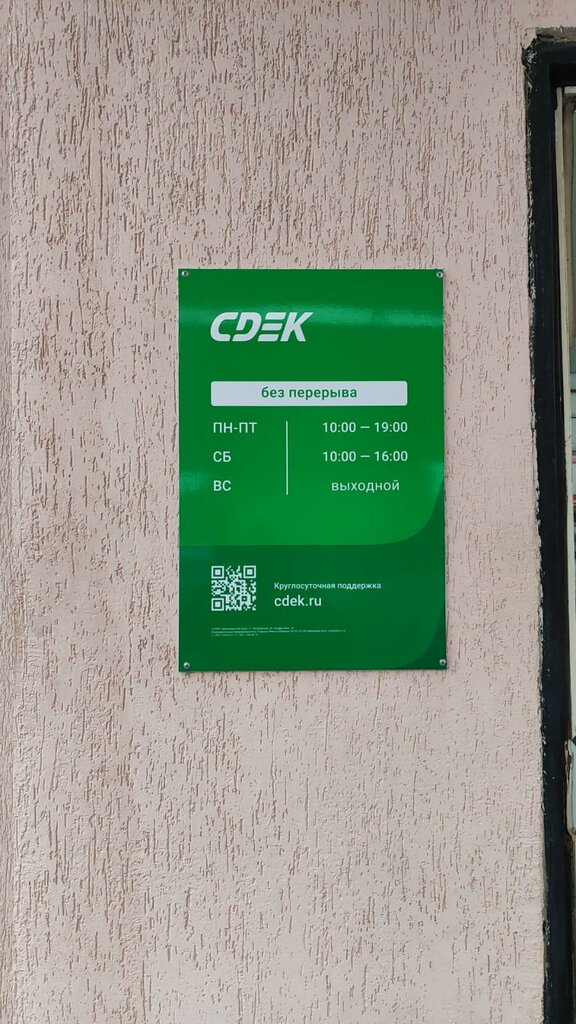 CDEK
без перерыва
ПН-ПТ 10:00 — 19:00
СБ 10:00 — 16:00
ВС выходной
Круглосуточная поддержка
cdek.ru